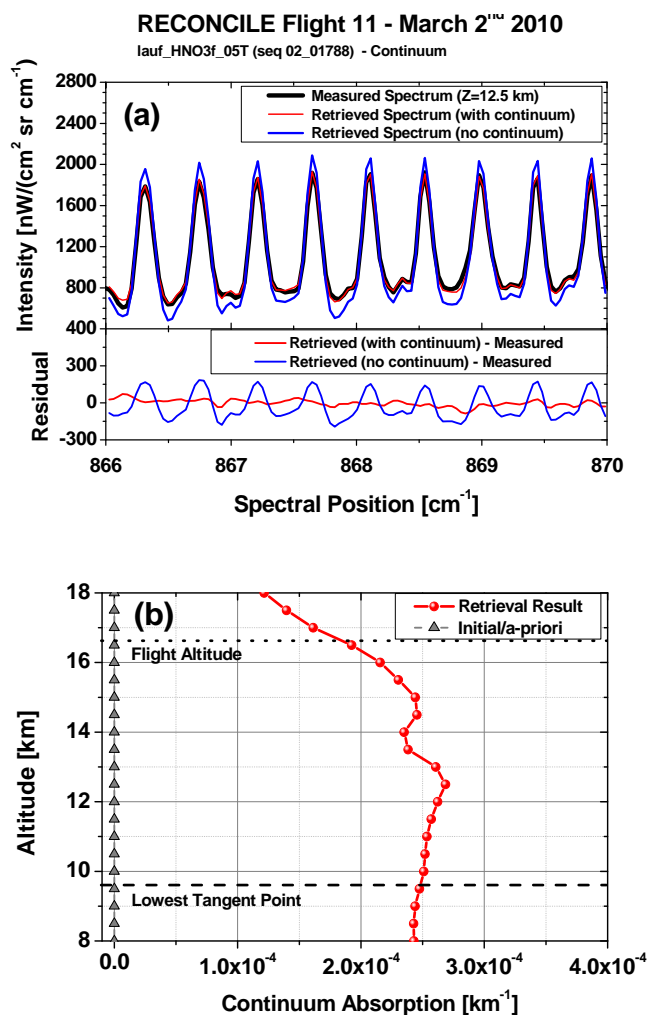 RECONCILE Flight 11 - March 2nd 2010
lauf_HNO3f_05T (seq 02_01788) - Continuum
(a)
Measured Spectrum (Z=12.5 km)
Retrieved Spectrum (with continuum)
Retrieved Spectrum (no continuum)
2800
2400
2000
1600
1200
800
400
Intensity [nW/(cm² sr cm⁻¹)]
Retrieved (with continuum) - Measured
Retrieved (no continuum) - Measured
300
0
-300
Residual
866 867 868 869 870
Spectral Position [cm⁻¹]
(b)
Retrieval Result
Initial/a-priori
18
16
Flight Altitude
14
12
10
Lowest Tangent Point
8
Altitude [km]
0.0 1.0x10⁻⁴ 2.0x10⁻⁴ 3.0x10⁻⁴ 4.0x10⁻⁴
Continuum Absorption [km⁻¹]